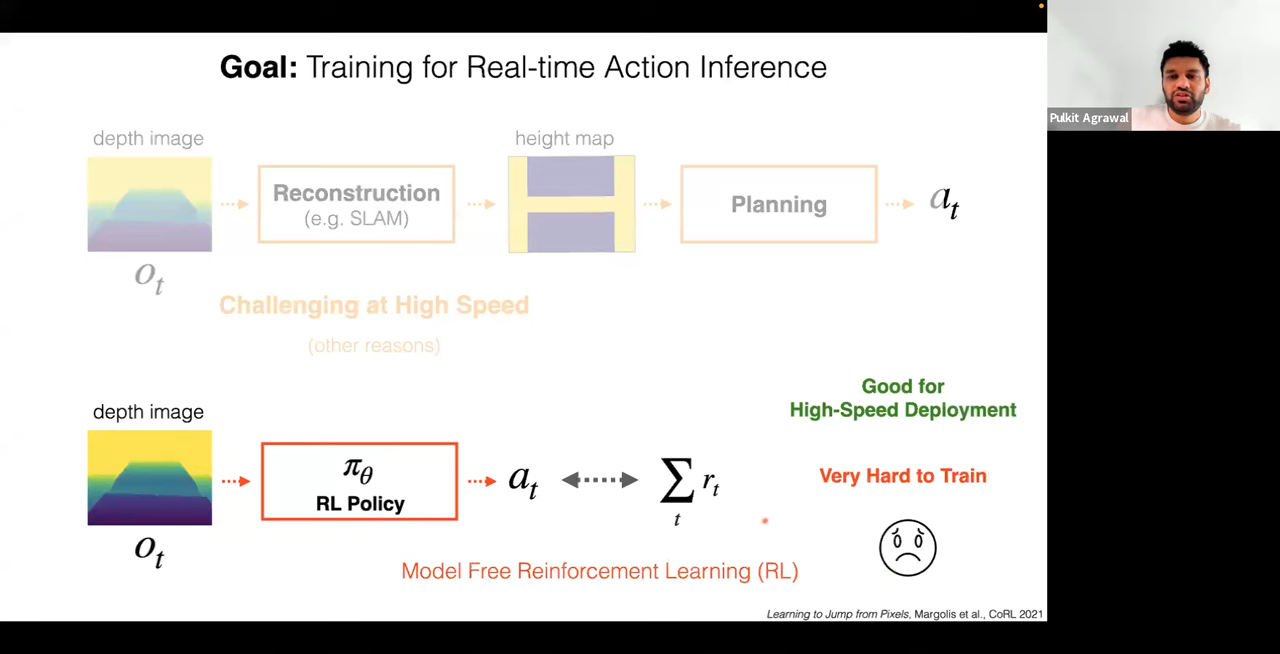 Goal: Training for Real-time Action Inference
Pulkit Agrawal
depth image
height map
Reconstruction
(e.g. SLAM)
Planning
a_t
o_t
Challenging at High Speed
(other reasons)
Good for
High-Speed Deployment
depth image
π_θ
RL Policy
a_t
∑_t r_t
Very Hard to Train
o_t
Model Free Reinforcement Learning (RL)
Learning to Jump from Pixels, Margolis et al., CoRL 2021